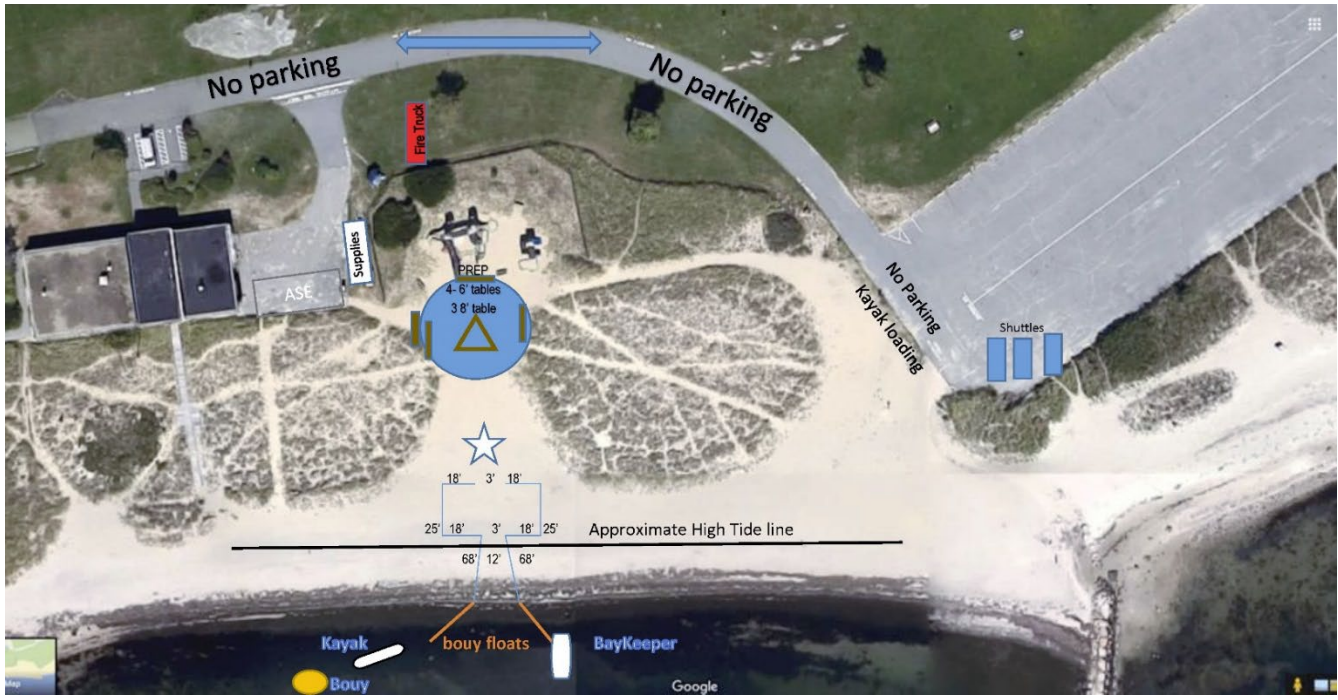 No parking
No parking
Fire Truck
Supplies
ASE
PREP
4- 6' tables
3 8' table
No Parking
Kayak loading
Shuttles
18' 3' 18'
25' 18' 3' 18' 25'
Approximate High Tide line
68' 12' 68'
Kayak
bouy floats
BayKeeper
Bouy
Map
Google